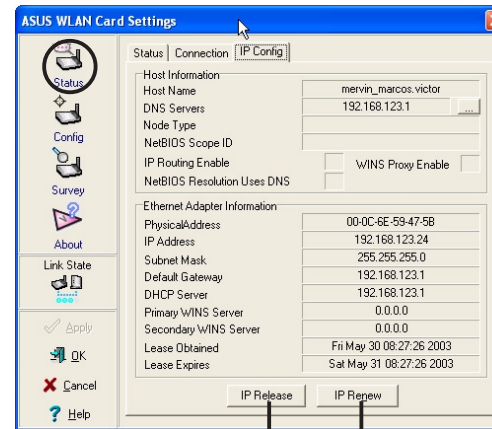 ASUS WLAN Card Settings
Status
Config
Survey
About
Link State
Apply
OK
Cancel
Help
Status Connection IP Config
Host Information
Host Name mervin_marcos.victor
DNS Servers 192.168.123.1 ...
Node Type
NetBIOS Scope ID
IP Routing Enable WINS Proxy Enable
NetBIOS Resolution Uses DNS
Ethernet Adapter Information
PhysicalAddress 00-0C-6E-59-47-5B
IP Address 192.168.123.24
Subnet Mask 255.255.255.0
Default Gateway 192.168.123.1
DHCP Server 192.168.123.1
Primary WINS Server 0.0.0.0
Secondary WINS Server 0.0.0.0
Lease Obtained Fri May 30 08:27:26 2003
Lease Expires Sat May 31 08:27:26 2003
IP Release IP Renew